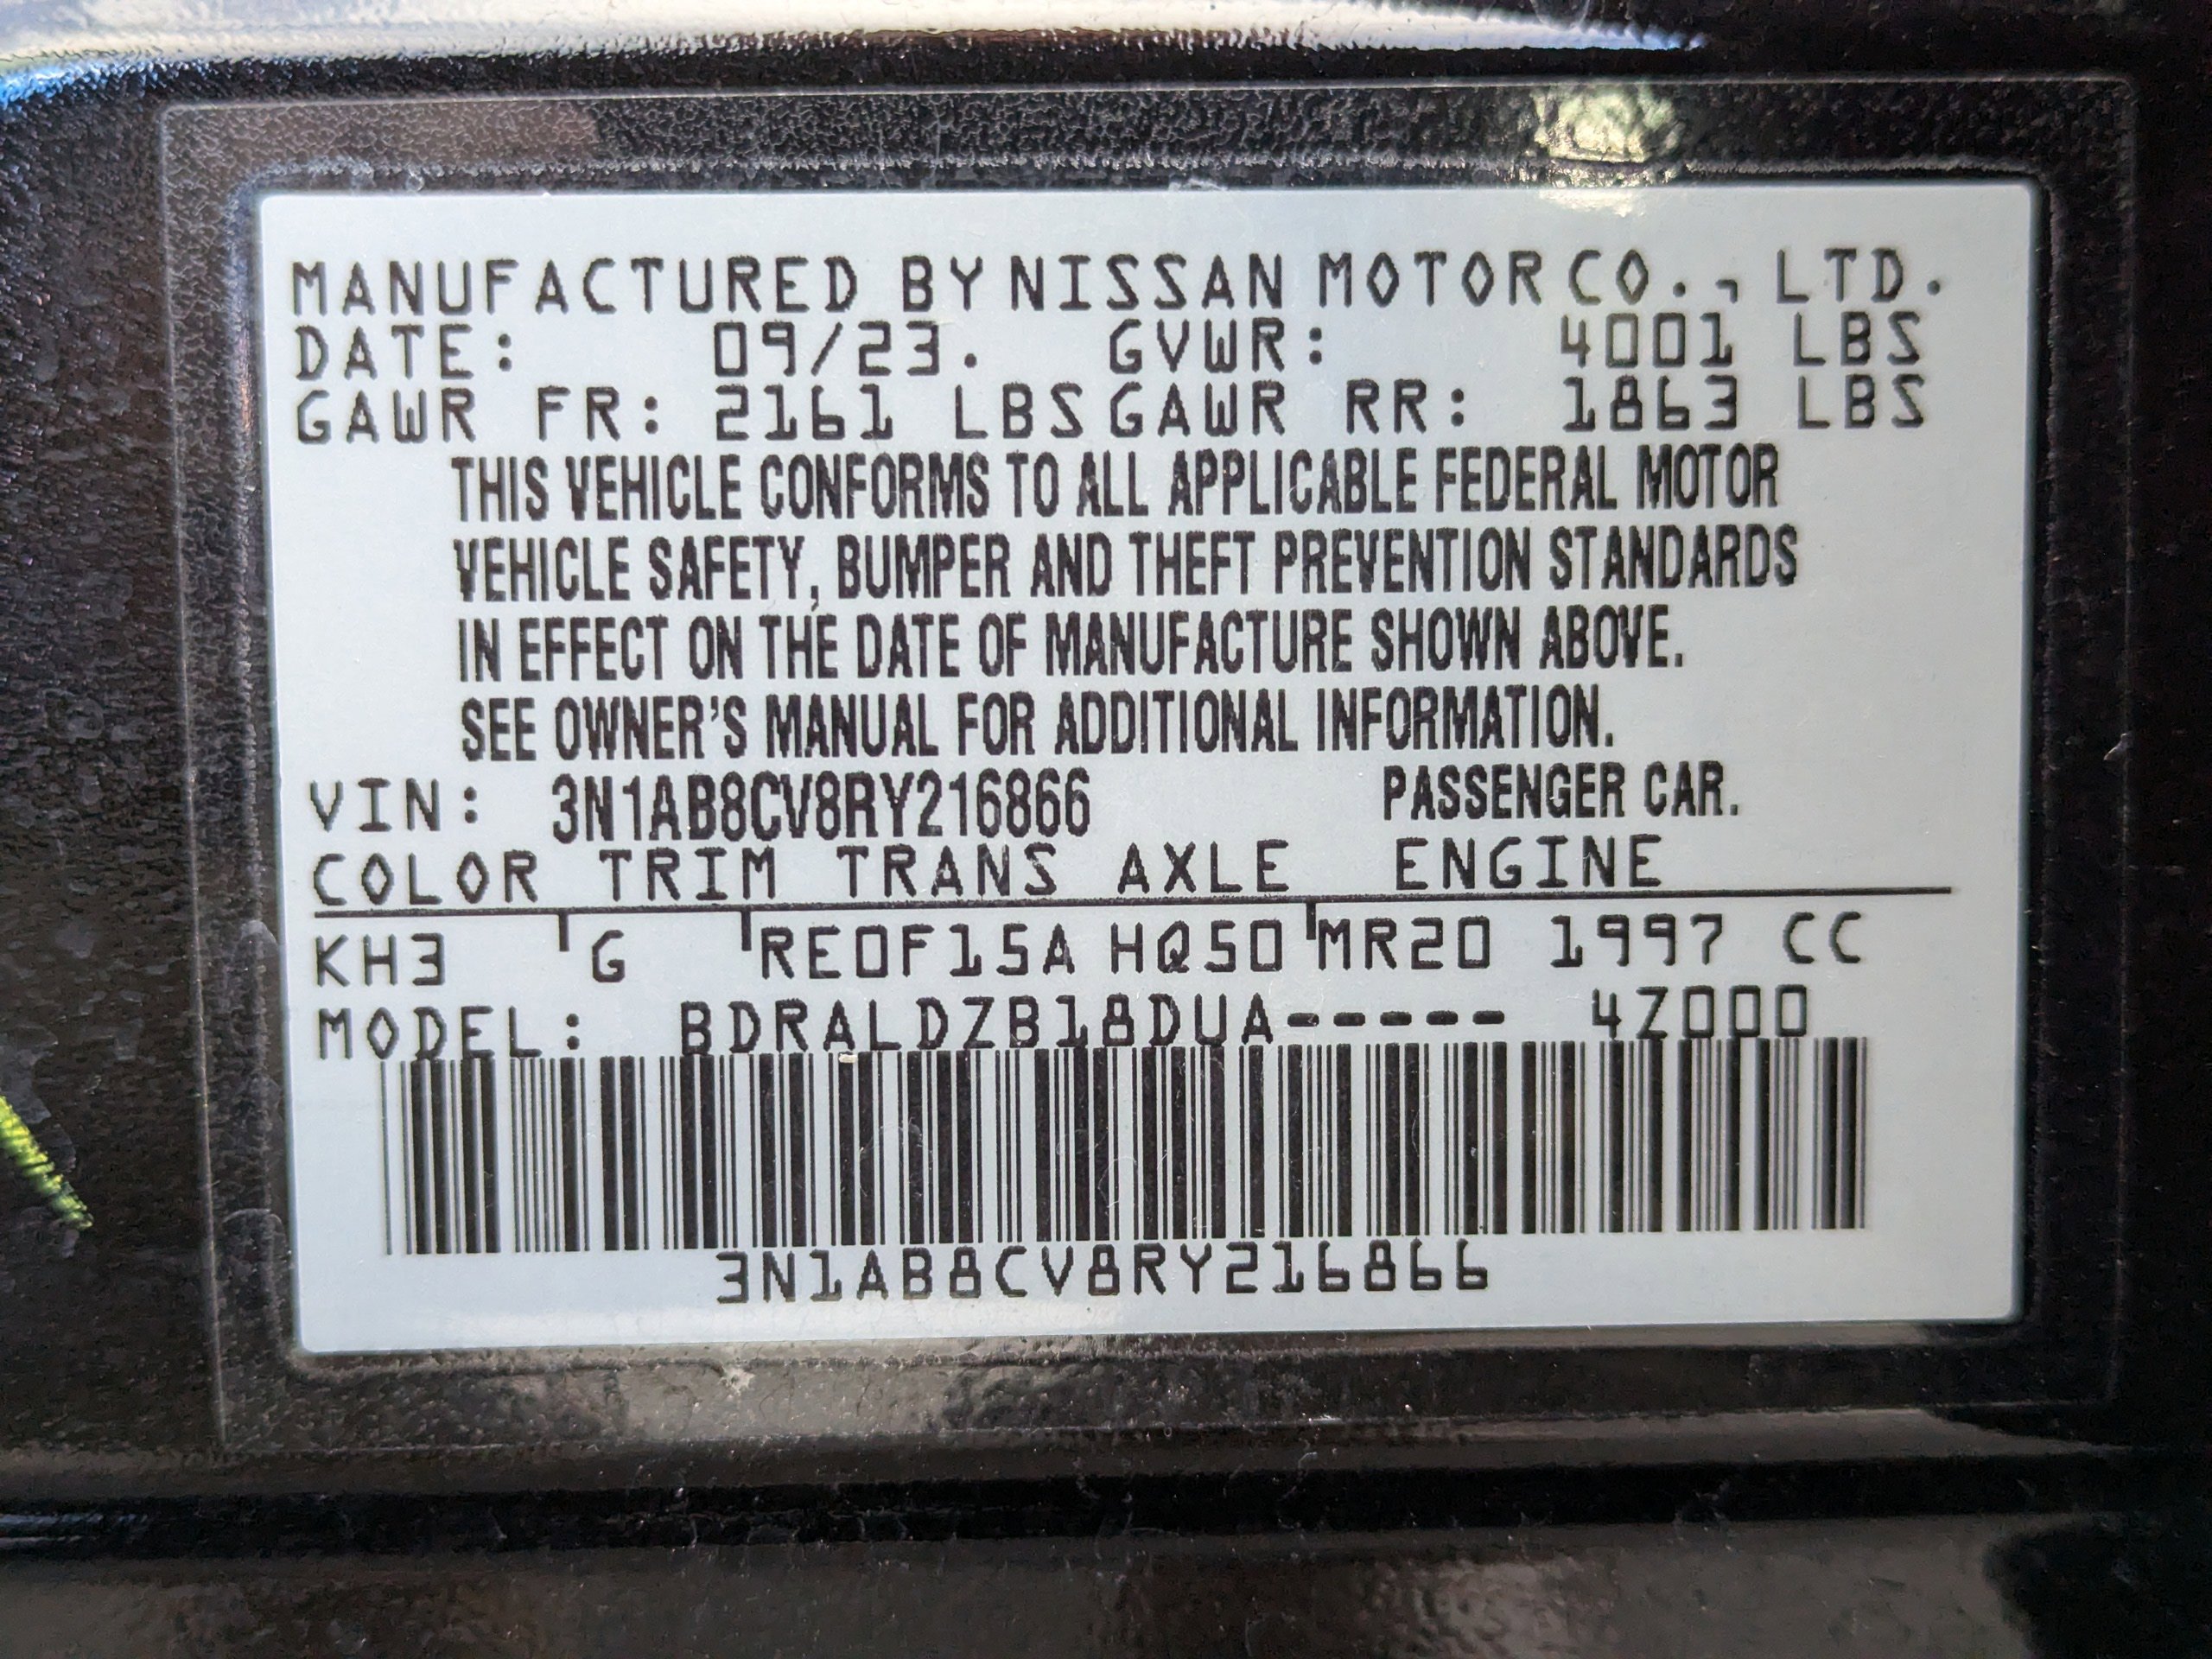 MANUFACTURED BY NISSAN MOTOR CO., LTD.
DATE: 09/23. GVWR: 4001 LBS
GAWR FR: 2161 LBS GAWR RR: 1863 LBS
THIS VEHICLE CONFORMS TO ALL APPLICABLE FEDERAL MOTOR
VEHICLE SAFETY, BUMPER AND THEFT PREVENTION STANDARDS
IN EFFECT ON THE DATE OF MANUFACTURE SHOWN ABOVE.
SEE OWNER'S MANUAL FOR ADDITIONAL INFORMATION.
VIN: 3N1AB8CV8RY216866 PASSENGER CAR.
COLOR TRIM TRANS AXLE ENGINE
KH3 G RE0F15A HQ50 MR20 1997 CC
MODEL: BDRALDZB18DUA----- 4Z000
3N1AB8CV8RY216866